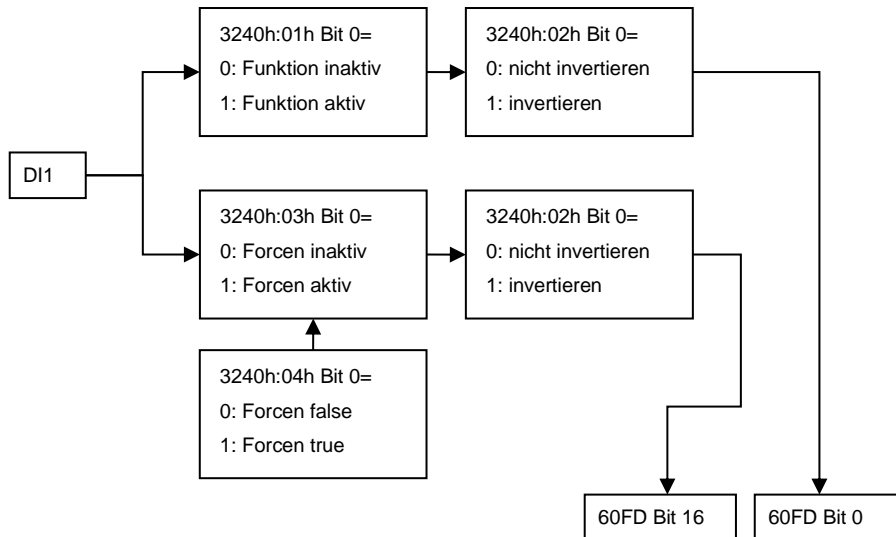 3240h:01h Bit 0=
0: Funktion inaktiv
1: Funktion aktiv
3240h:02h Bit 0=
0: nicht invertieren
1: invertieren
DI1
3240h:03h Bit 0=
0: Forcen inaktiv
1: Forcen aktiv
3240h:02h Bit 0=
0: nicht invertieren
1: invertieren
3240h:04h Bit 0=
0: Forcen false
1: Forcen true
60FD Bit 16
60FD Bit 0